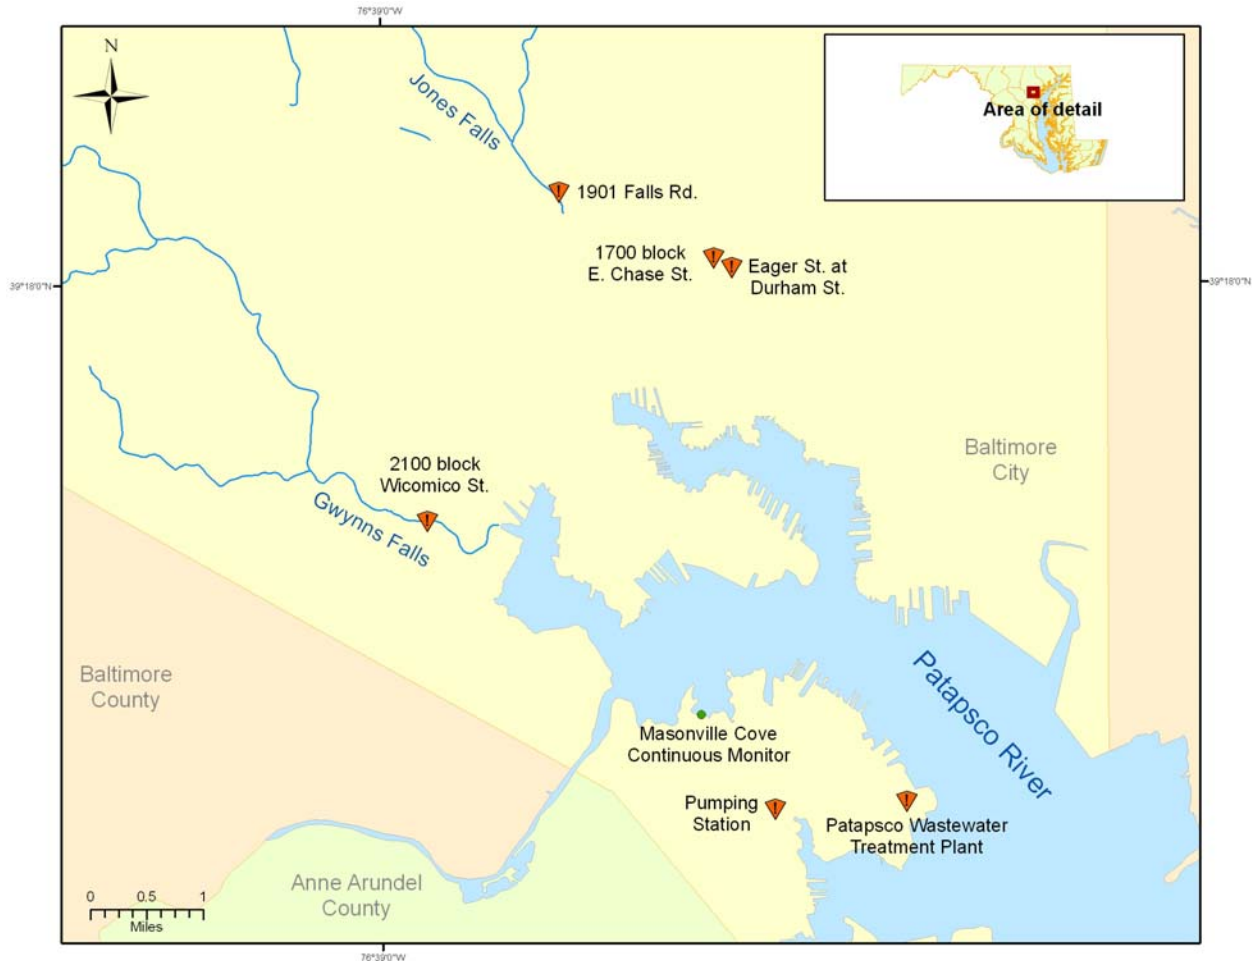 76°39'0"W
N
Jones Falls
Area of detail
1901 Falls Rd.
1700 block
E. Chase St.
Eager St. at
Durham St.
39°18'0"N
39°18'0"N
Baltimore
City
2100 block
Wicomico St.
Gwynns Falls
Patapsco River
Baltimore
County
Masonville Cove
Continuous Monitor
Pumping
Station
Patapsco Wastewater
Treatment Plant
Anne Arundel
County
0 0.5 1
Miles
76°39'0"W